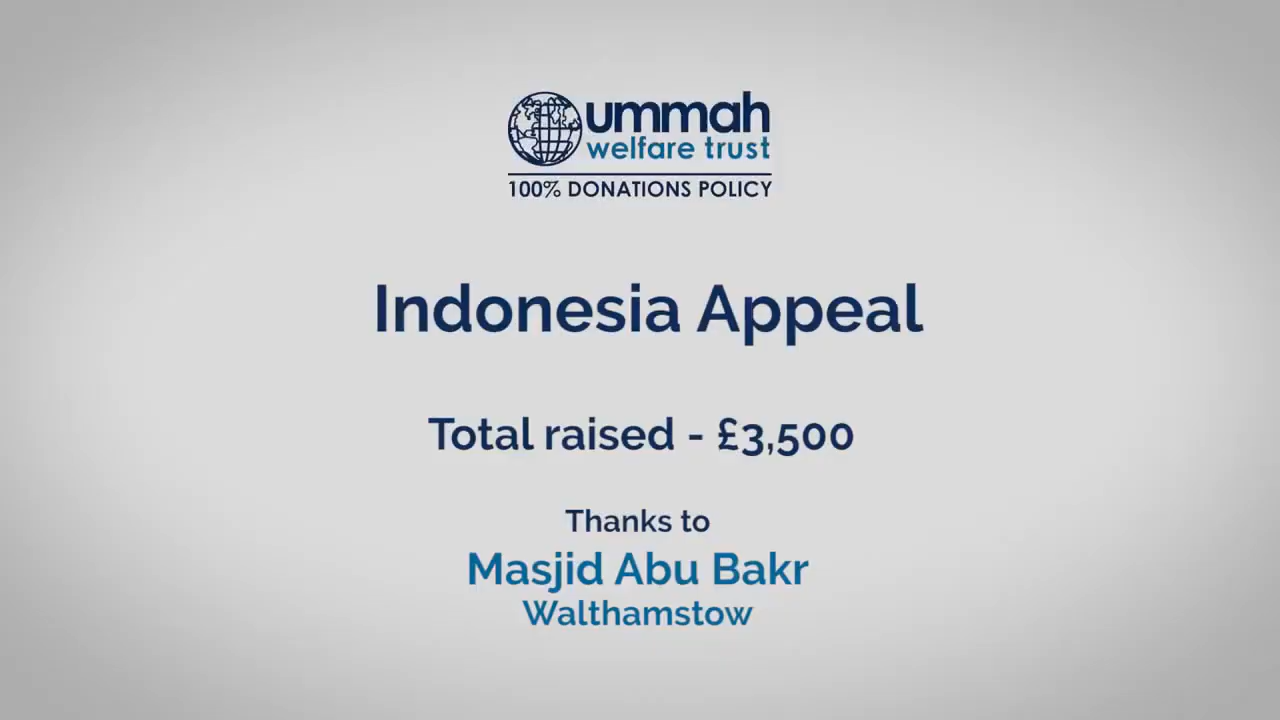 ummah
welfare trust
100% DONATIONS POLICY
Indonesia Appeal
Total raised - £3,500
Thanks to
Masjid Abu Bakr
Walthamstow